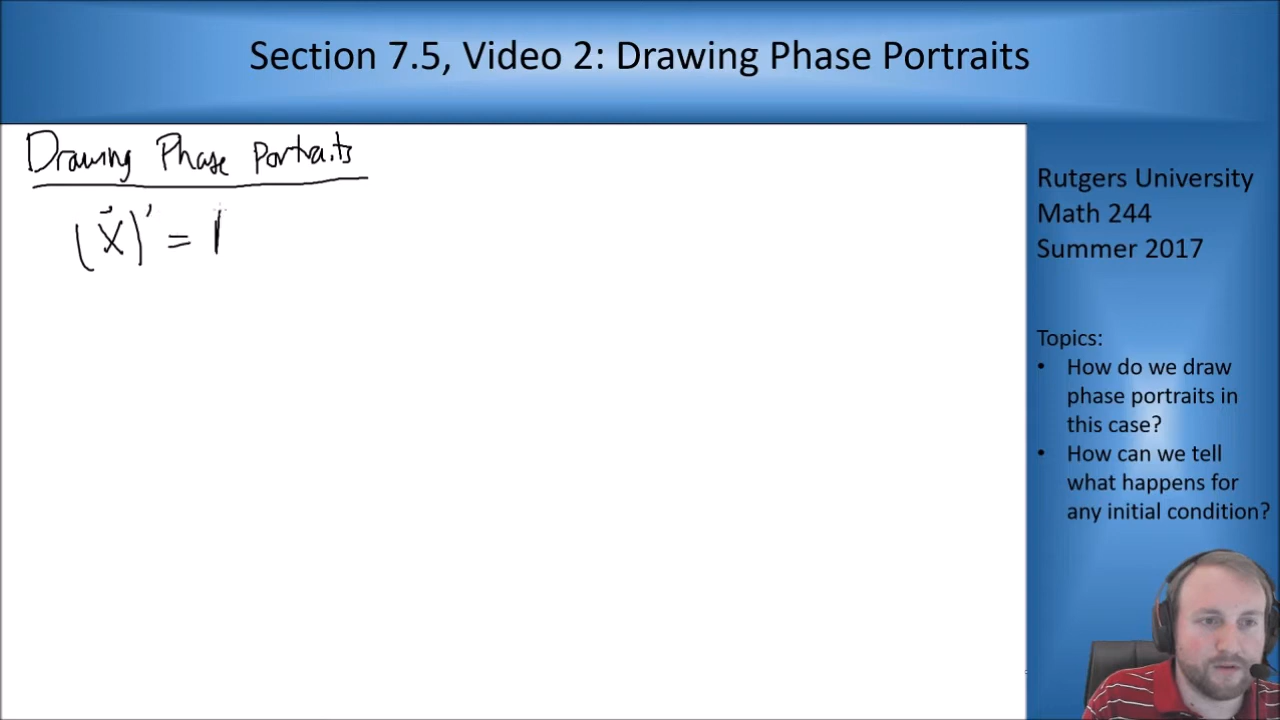 Section 7.5, Video 2: Drawing Phase Portraits
Drawing Phase Portraits
(x⃗)' =
Rutgers University
Math 244
Summer 2017
Topics:
• How do we draw
phase portraits in
this case?
• How can we tell
what happens for
any initial condition?